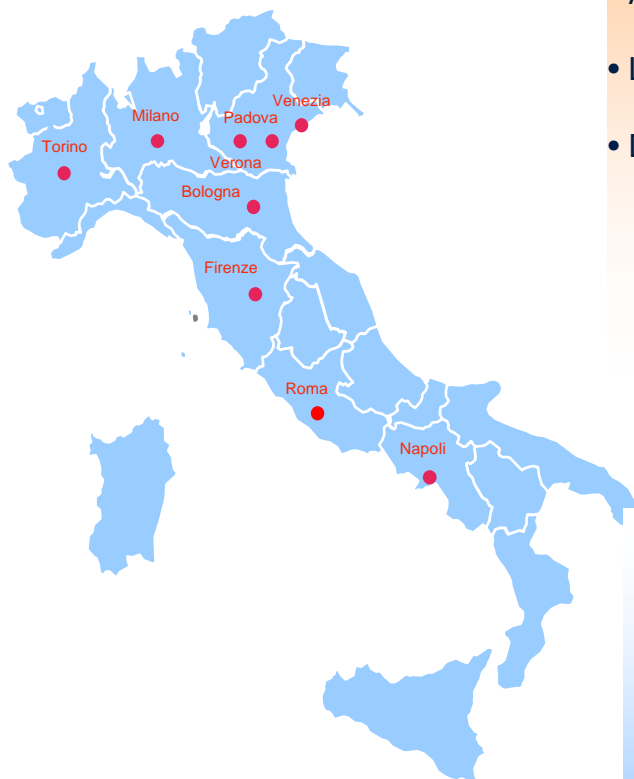 Venezia
Milano
Padova
Torino
Verona
Bologna
Firenze
Roma
Napoli